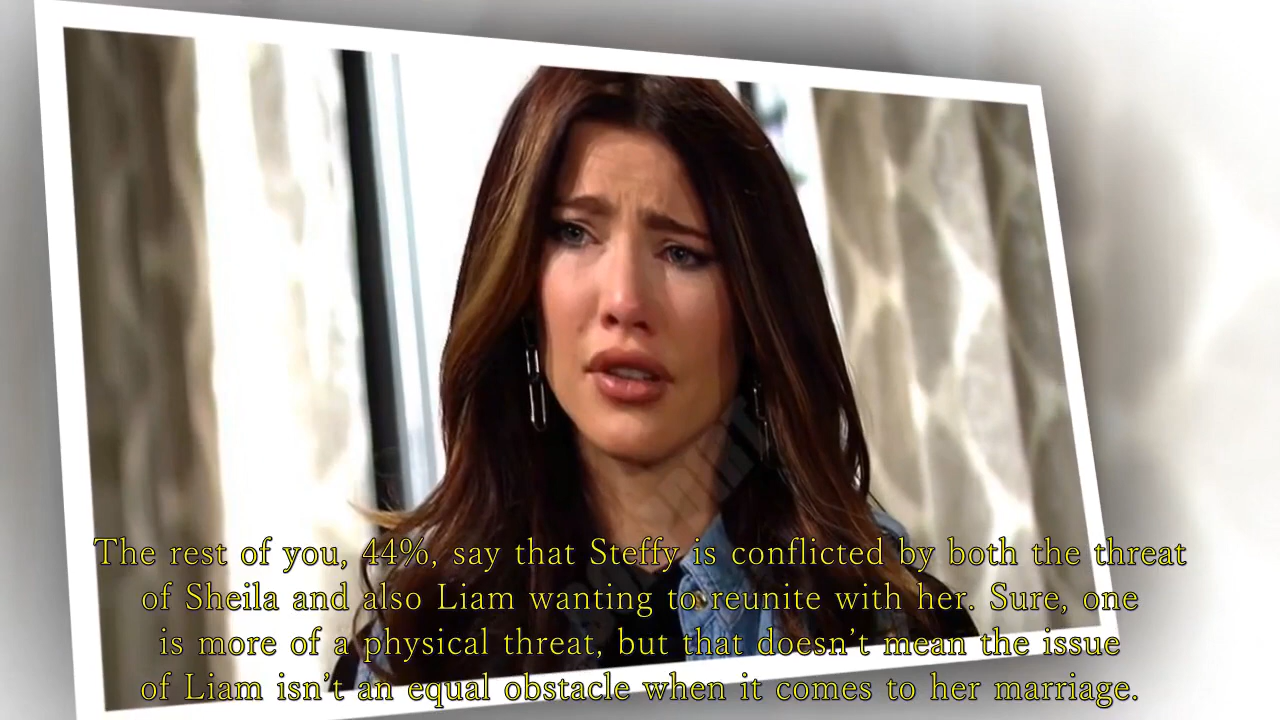 The rest of you, 44%, say that Steffy is conflicted by both the threat
of Sheila and also Liam wanting to reunite with her. Sure, one
is more of a physical threat, but that doesn’t mean the issue
of Liam isn’t an equal obstacle when it comes to her marriage.